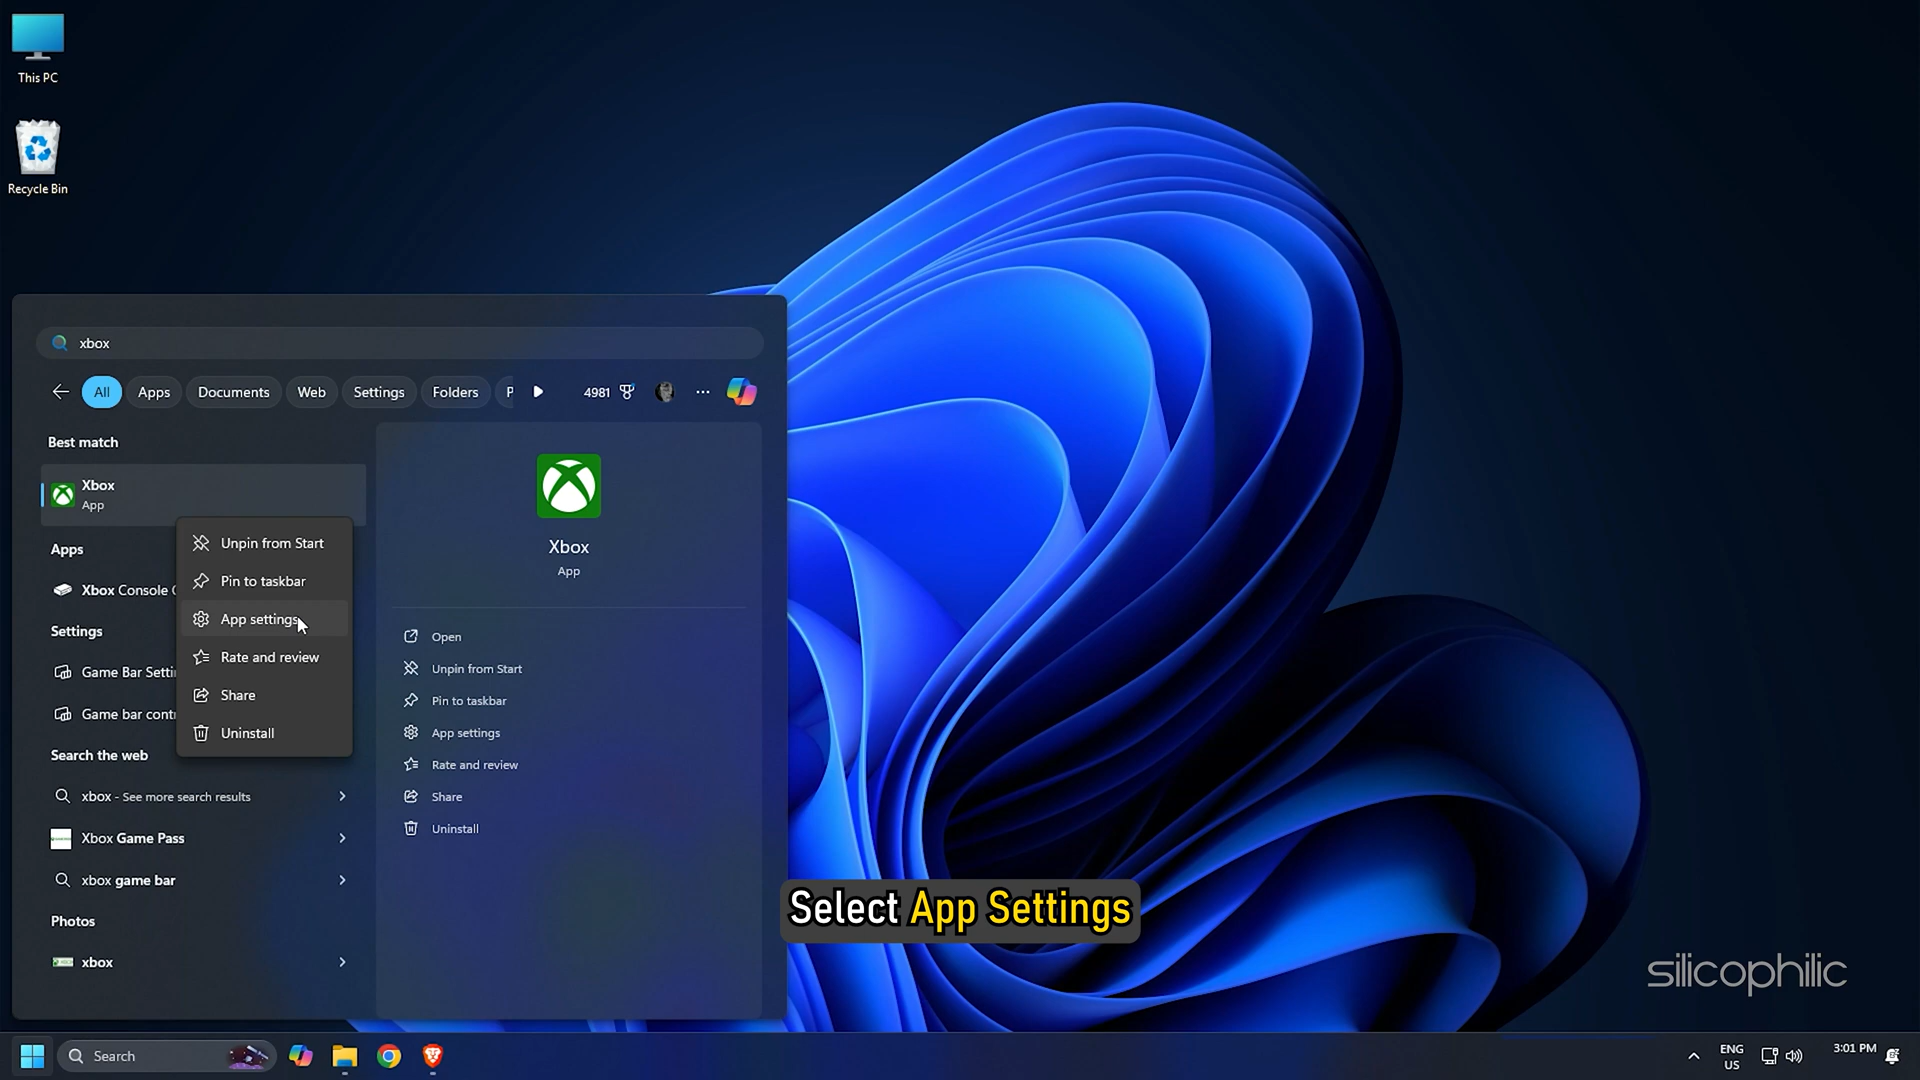 This PC
Recycle Bin
xbox
All
Apps
Documents
Web
Settings
Folders
P
4981
Best match
Xbox
App
Apps
Xbox Console C
Settings
Game Bar Setti
Game bar cont
Search the web
xbox - See more search results
Xbox Game Pass
xbox game bar
Photos
xbox
Unpin from Start
Pin to taskbar
App settings
Rate and review
Share
Uninstall
Xbox
App
Open
Unpin from Start
Pin to taskbar
App settings
Rate and review
Share
Uninstall
Select App Settings
silicophilic
Search
ENG
US
3:01 PM